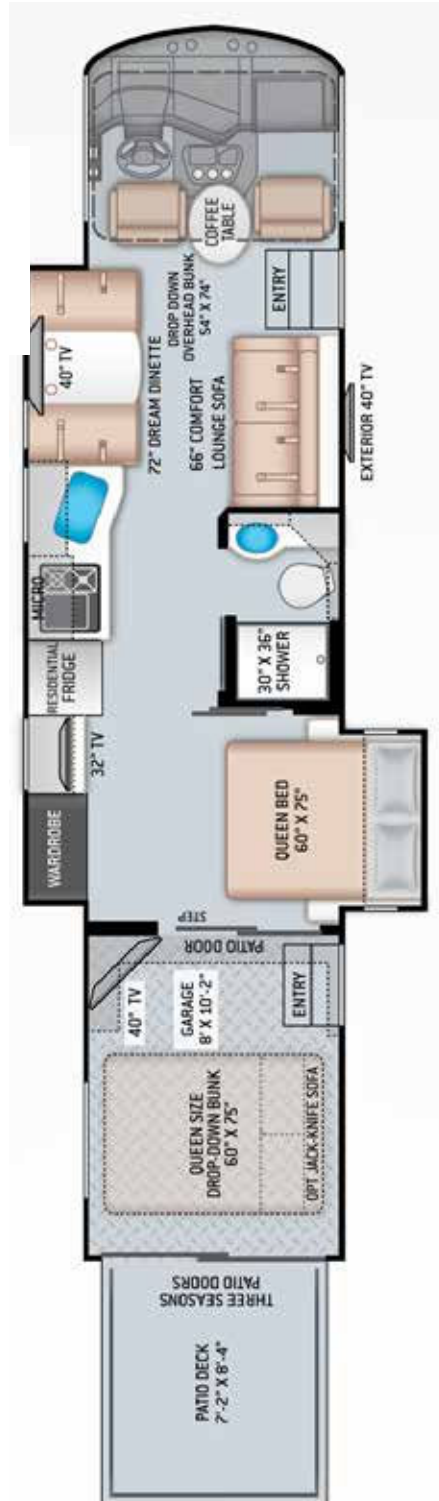 COFFEE
TABLE
DROP DOWN
OVERHEAD BUNK
54" X 74"
ENTRY
40" TV
72" DREAM DINETTE
66" COMFORT
LOUNGE SOFA
EXTERIOR 40" TV
MICRO
RESIDENTIAL
FRIDGE
30" X 36"
SHOWER
32" TV
WARDROBE
QUEEN BED
60" X 75"
STEP
PATIO DOOR
40" TV
GARAGE
8' X 10'-2"
ENTRY
QUEEN SIZE
DROP-DOWN BUNK
60" X 75"
OPT JACK-KNIFE SOFA
THREE SEASONS
PATIO DOORS
PATIO DECK
7'-2" X 8'-4"